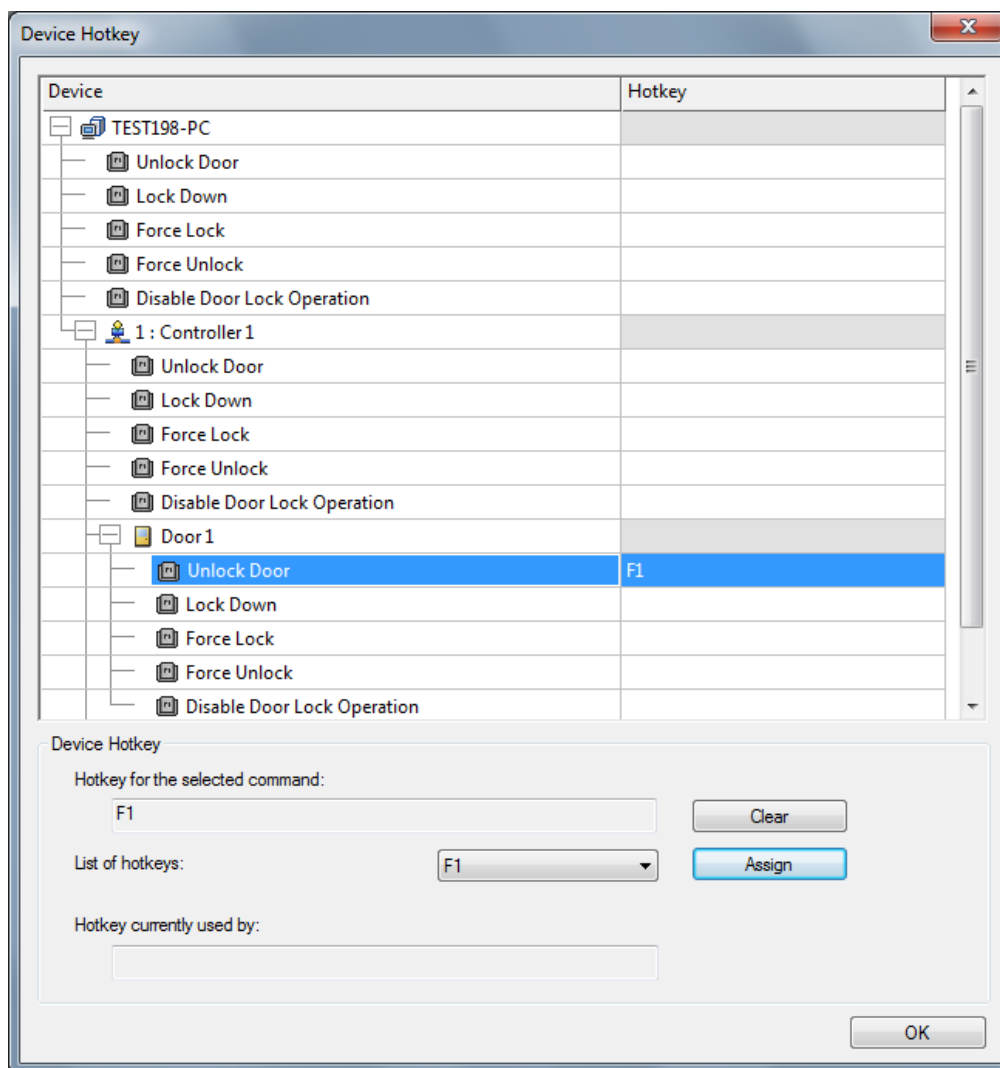 Device Hotkey
Device Hotkey
TEST198-PC
Unlock Door
Lock Down
Force Lock
Force Unlock
Disable Door Lock Operation
1 : Controller 1
Unlock Door
Lock Down
Force Lock
Force Unlock
Disable Door Lock Operation
Door 1
Unlock Door F1
Lock Down
Force Lock
Force Unlock
Disable Door Lock Operation
Device Hotkey
Hotkey for the selected command:
F1 Clear
List of hotkeys: F1 Assign
Hotkey currently used by:
OK